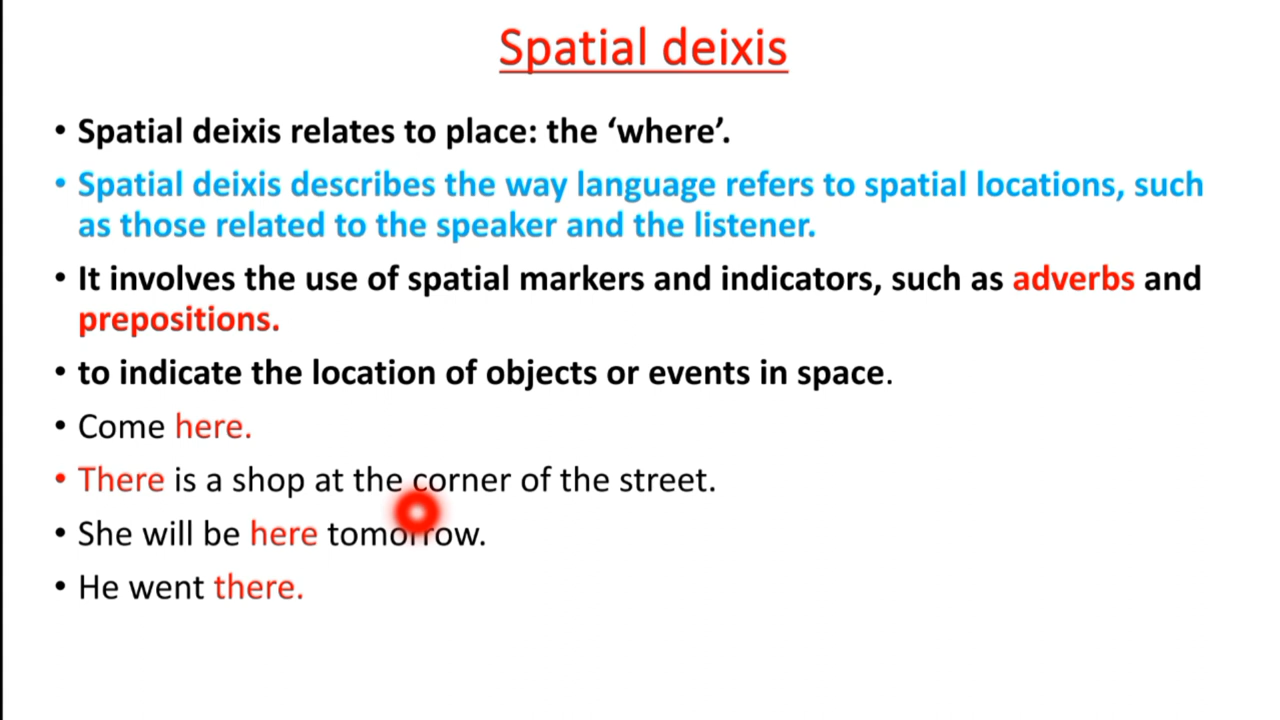 Spatial deixis
• Spatial deixis relates to place: the ‘where’.
• Spatial deixis describes the way language refers to spatial locations, such
as those related to the speaker and the listener.
• It involves the use of spatial markers and indicators, such as adverbs and
prepositions.
• to indicate the location of objects or events in space.
• Come here.
• There is a shop at the corner of the street.
• She will be here tomorrow.
• He went there.